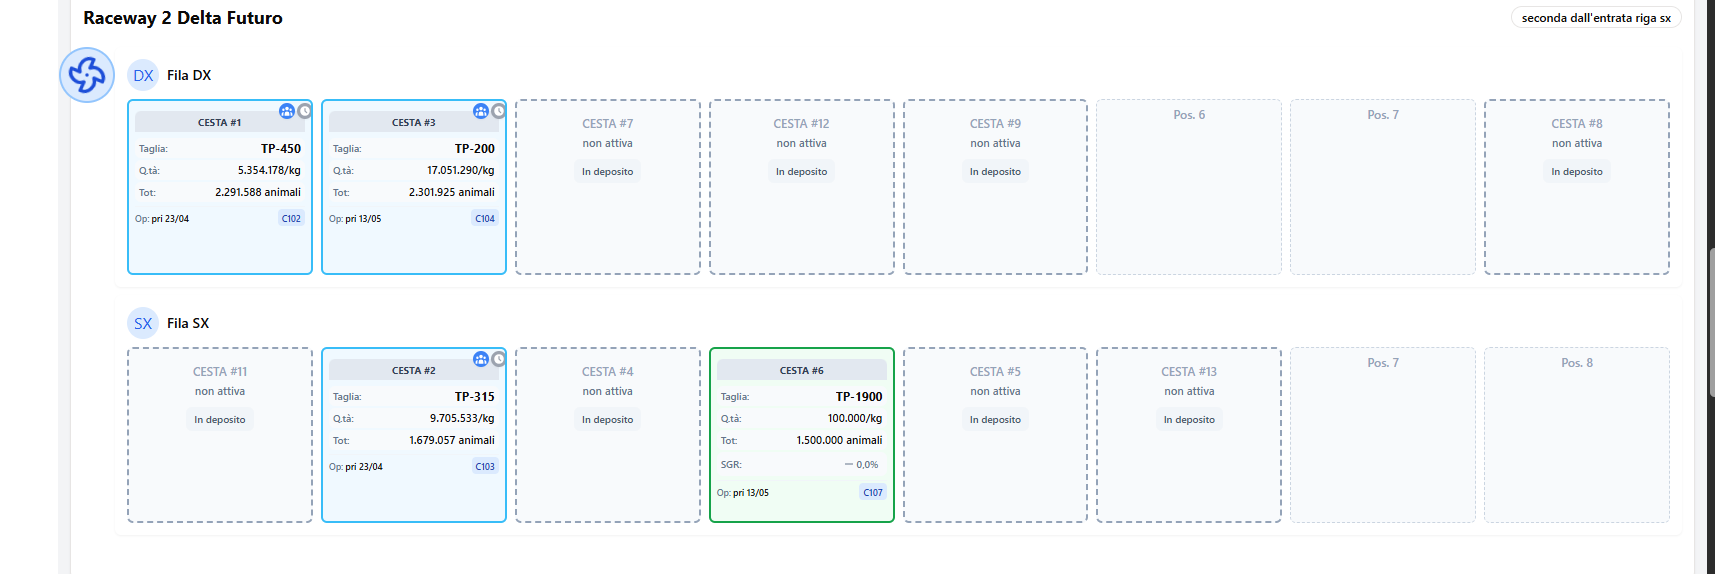 Raceway 2 Delta Futuro
seconda dall'entrata riga sx
DX Fila DX
CESTA #1
Taglia: TP-450
Q.tà: 5.354.178/kg
Tot: 2.291.588 animali
Op: pri 23/04 C102
CESTA #3
Taglia: TP-200
Q.tà: 17.051.290/kg
Tot: 2.301.925 animali
Op: pri 13/05 C104
CESTA #7
non attiva
In deposito
CESTA #12
non attiva
In deposito
CESTA #9
non attiva
In deposito
Pos. 6
Pos. 7
CESTA #8
non attiva
In deposito
SX Fila SX
CESTA #11
non attiva
In deposito
CESTA #2
Taglia: TP-315
Q.tà: 9.705.533/kg
Tot: 1.679.057 animali
Op: pri 23/04 C103
CESTA #4
non attiva
In deposito
CESTA #6
Taglia: TP-1900
Q.tà: 100.000/kg
Tot: 1.500.000 animali
SGR: — 0,0%
Op: pri 13/05 C107
CESTA #5
non attiva
In deposito
CESTA #13
non attiva
In deposito
Pos. 7
Pos. 8